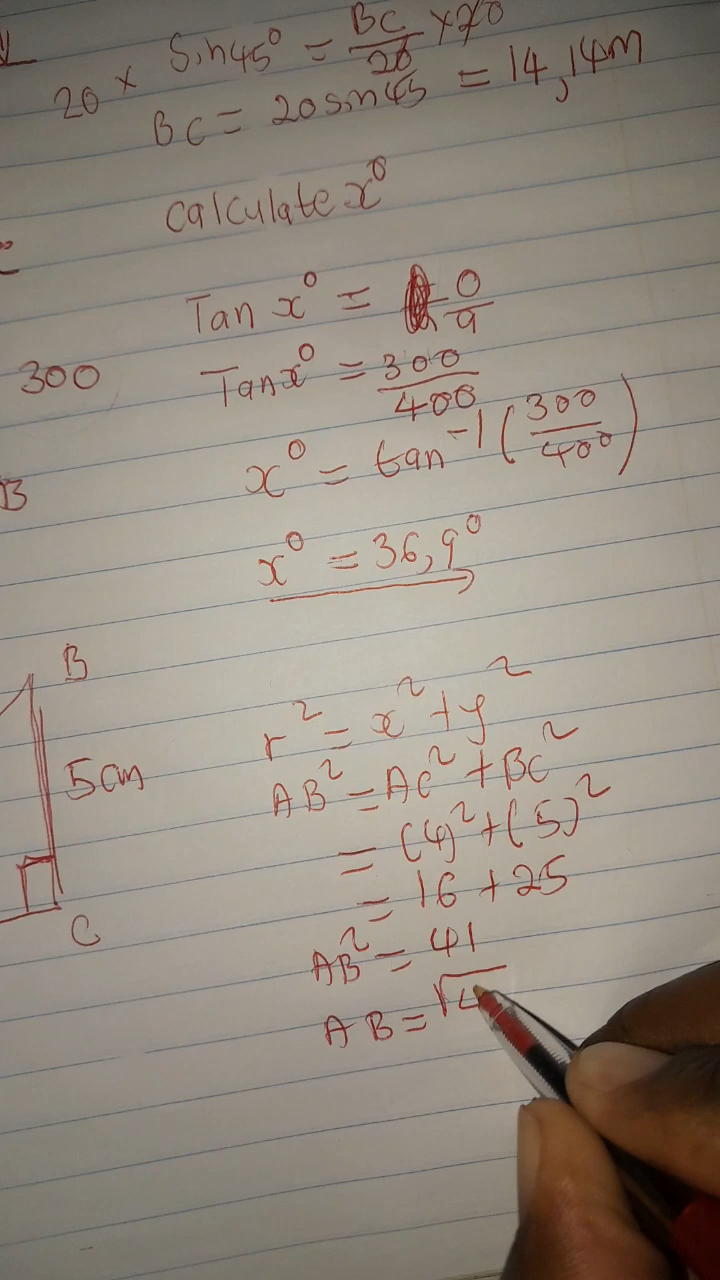 20 × Sin45° = BC/20 × 20
BC = 20sin45 = 14,14m
Calculate x°
Tan x° = o/a
300
Tanx° = 300/400
x° = tan⁻¹(300/400)
B
x° = 36,9°
B
r² = x² + y²
5cm
AB² = AC² + BC²
= (4)² + (5)²
= 16 + 25
C
AB² = 41
AB = √4